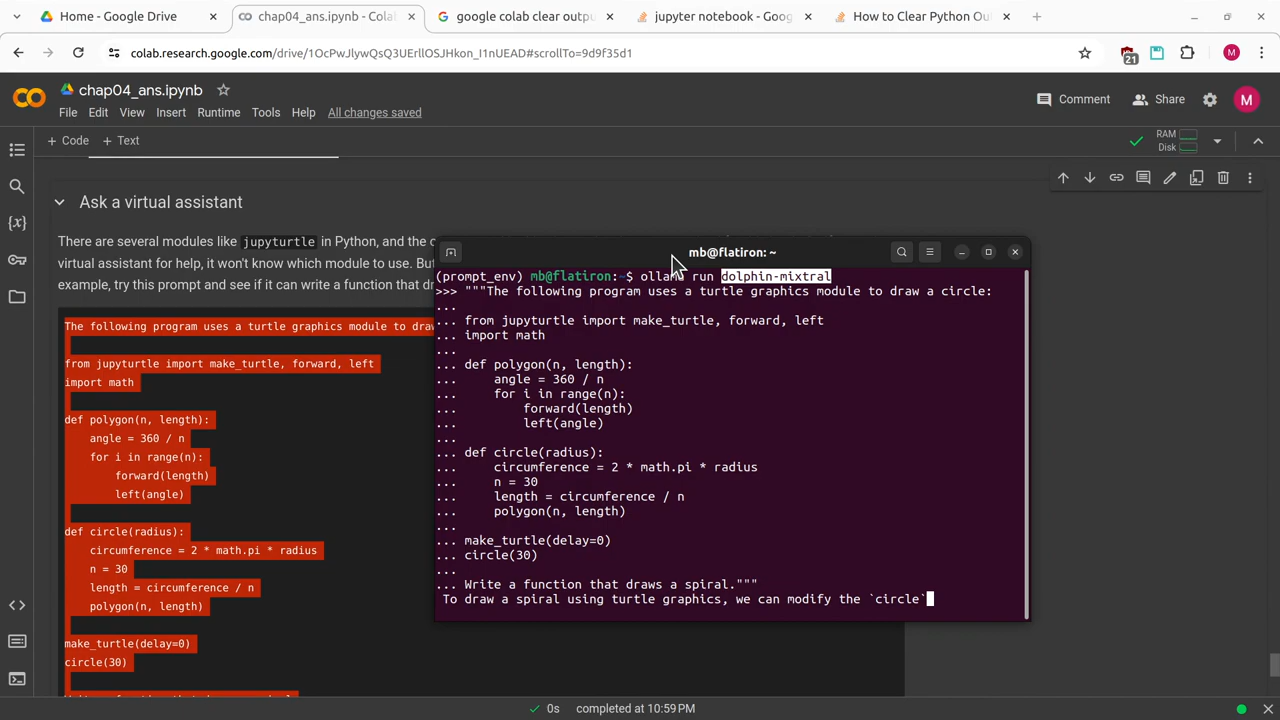 Home - Google Drive
chap04_ans.ipynb - Colab
google colab clear outpu
jupyter notebook - Goog
How to Clear Python Ou
colab.research.google.com/drive/1OcPwJlywQsQ3UErllOSJHkon_I1nUEAD#scrollTo=9d9f35d1
21
M
CO
chap04_ans.ipynb
File Edit View Insert Runtime Tools Help All changes saved
Comment
Share
M
+ Code + Text
RAM
Disk
Ask a virtual assistant
There are several modules like jupyturtle in Python, and the
virtual assistant for help, it won't know which module to use. Bu
example, try this prompt and see if it can write a function that dr
The following program uses a turtle graphics module to draw
from jupyturtle import make_turtle, forward, left
import math
def polygon(n, length):
angle = 360 / n
for i in range(n):
forward(length)
left(angle)
def circle(radius):
circumference = 2 * math.pi * radius
n = 30
length = circumference / n
polygon(n, length)
make_turtle(delay=0)
circle(30)
mb@flatiron: ~
(prompt_env) mb@flatiron:~$ ollama run dolphin-mixtral
>>> """The following program uses a turtle graphics module to draw a circle:
...
... from jupyturtle import make_turtle, forward, left
... import math
...
... def polygon(n, length):
...     angle = 360 / n
...     for i in range(n):
...         forward(length)
...         left(angle)
...
... def circle(radius):
...     circumference = 2 * math.pi * radius
...     n = 30
...     length = circumference / n
...     polygon(n, length)
...
... make_turtle(delay=0)
... circle(30)
...
... Write a function that draws a spiral."""
To draw a spiral using turtle graphics, we can modify the `circle`
0s completed at 10:59 PM